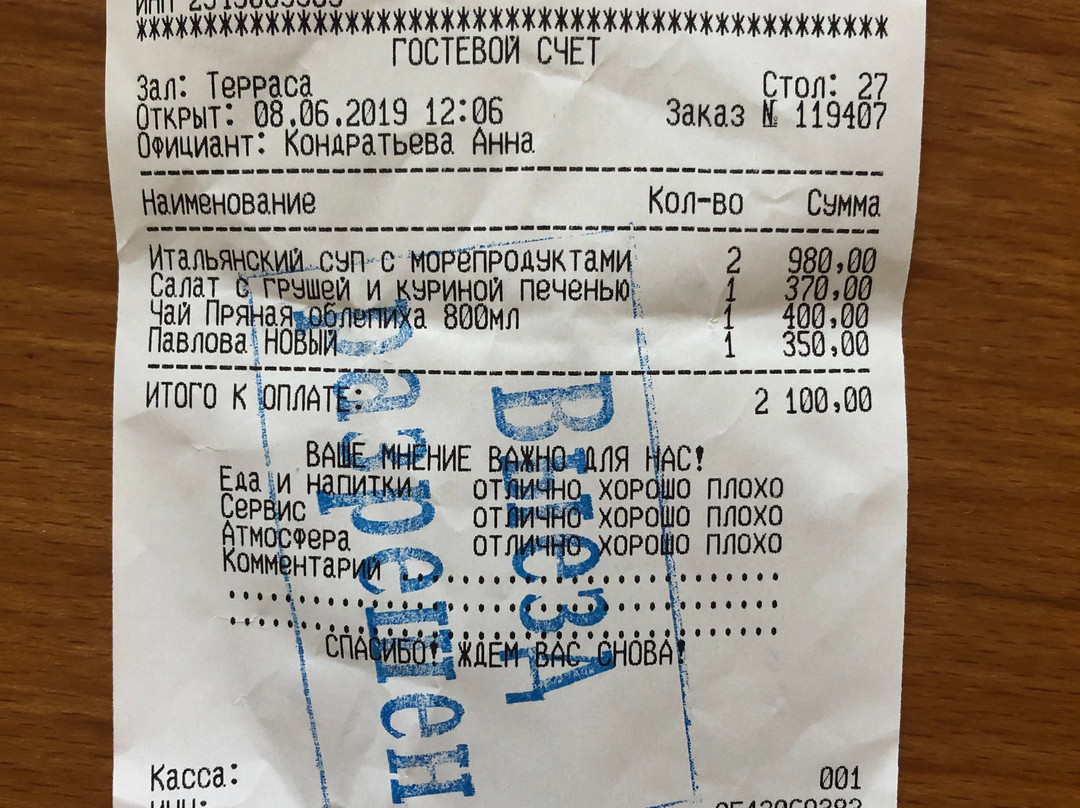 ***********************************************
ГОСТЕВОЙ СЧЕТ
Зал: Терраса Стол: 27
Открыт: 08.06.2019 12:06 Заказ № 119407
Официант: Кондратьева Анна
Наименование Кол-во Сумма
Итальянский суп с морепродуктами 2 980,00
Салат с грушей и куриной печенью 1 370,00
Чай Пряная облепиха 800мл 1 400,00
Павлова НОВЫЙ 1 350,00
ИТОГО К ОПЛАТЕ: 2 100,00
ВАШЕ МНЕНИЕ ВАЖНО ДЛЯ НАС!
Еда и напитки ОТЛИЧНО ХОРОШО ПЛОХО
Сервис ОТЛИЧНО ХОРОШО ПЛОХО
Атмосфера ОТЛИЧНО ХОРОШО ПЛОХО
Комментарий ........................
СПАСИБО! ЖДЕМ ВАС СНОВА!
Въезд
Разрешен
Касса: 001